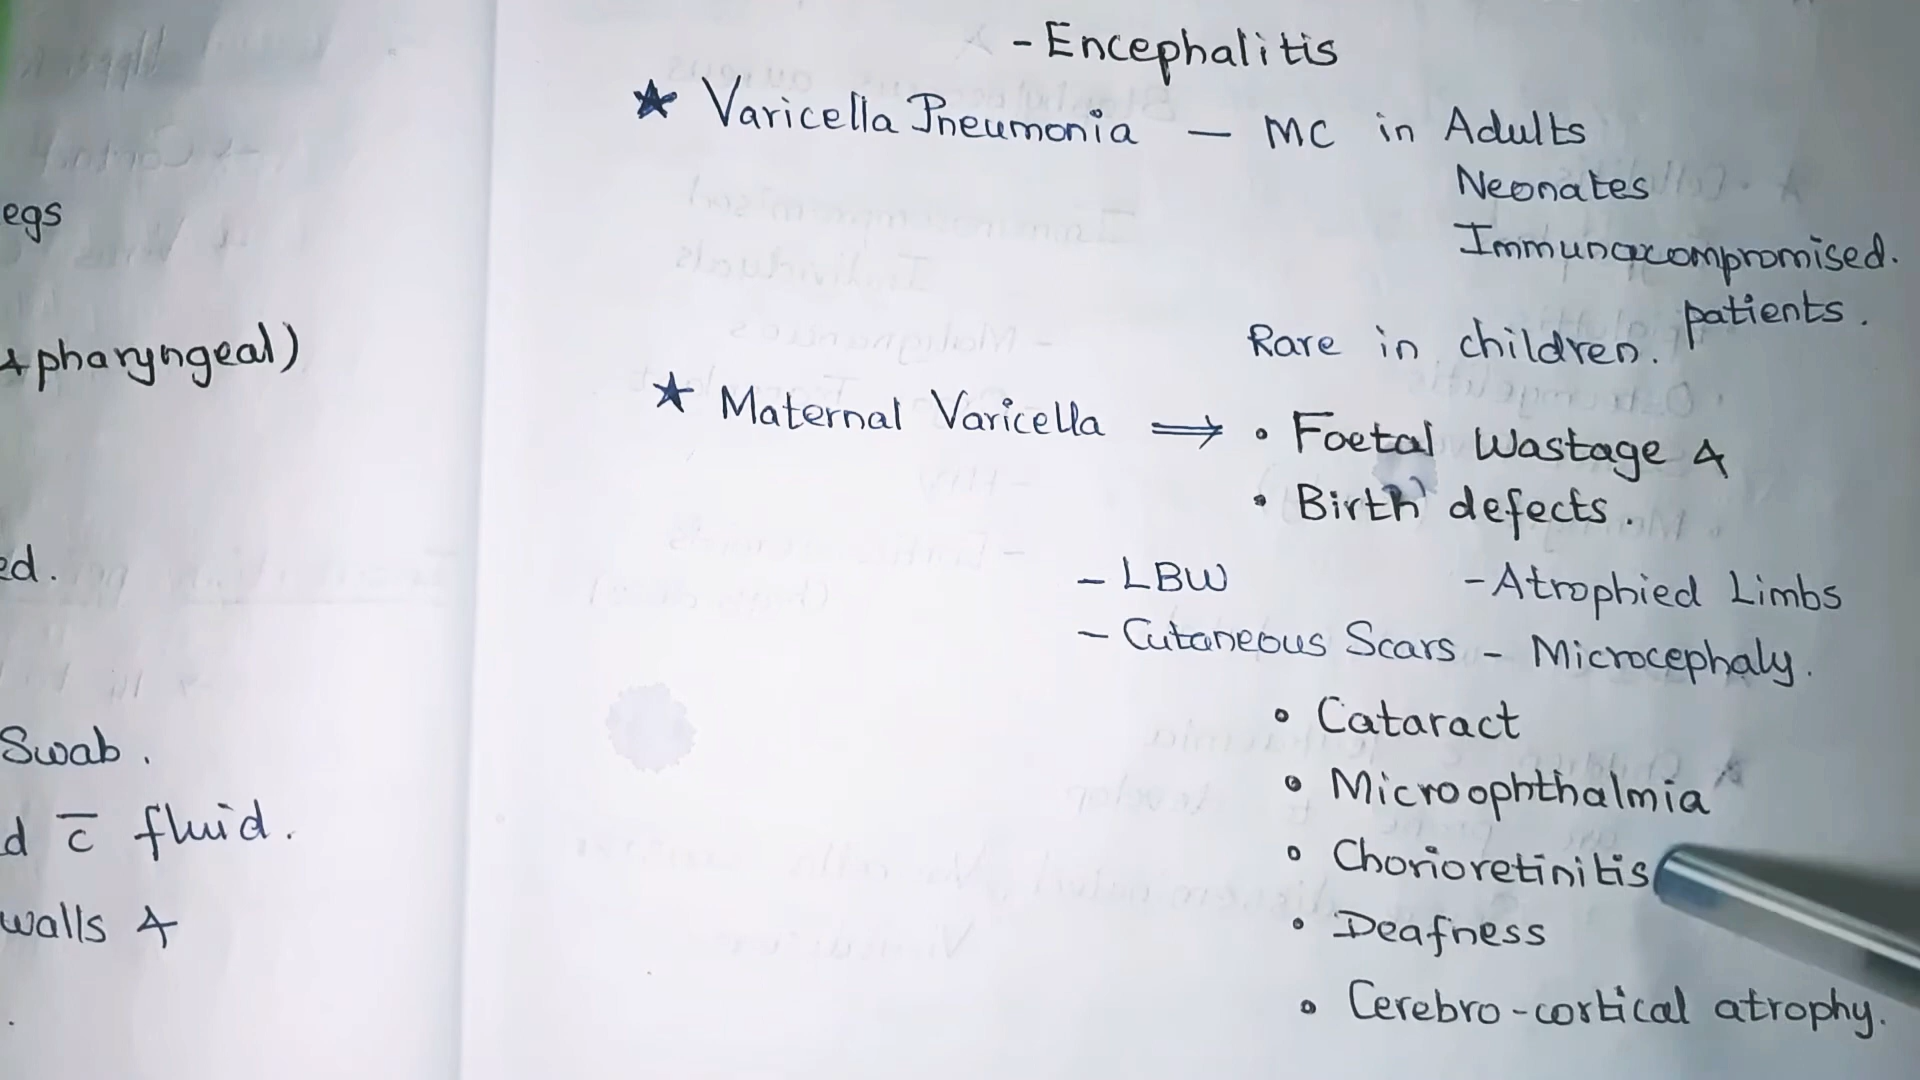 egs
& pharyngeal)
ed.
Swab.
d c̅ fluid.
walls &
- Encephalitis
★ Varicella Pneumonia — MC in Adults
Neonates
Immunocompromised.
patients.
Rare in children.
★ Maternal Varicella ⇒ • Foetal Wastage &
• Birth defects.
- LBW - Atrophied Limbs
- Cutaneous Scars - Microcephaly.
• Cataract
• Microophthalmia
• Chorioretinitis
• Deafness
• Cerebro-cortical atrophy.